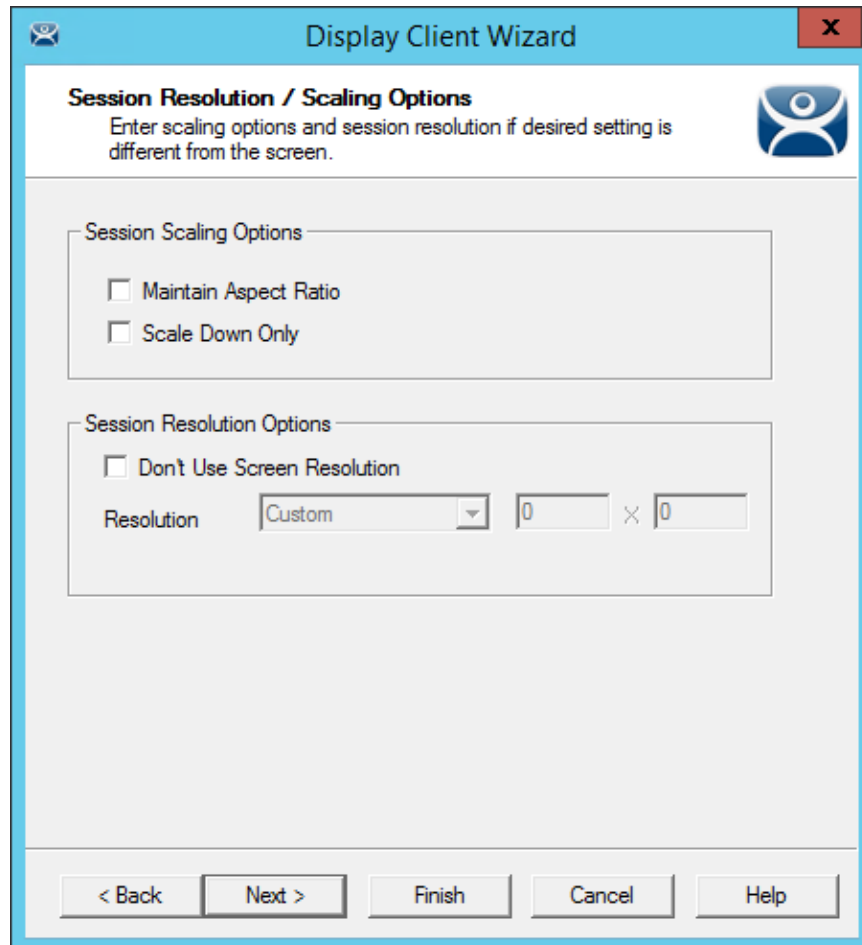 Display Client Wizard
x
Session Resolution / Scaling Options
Enter scaling options and session resolution if desired setting is
different from the screen.
Session Scaling Options
Maintain Aspect Ratio
Scale Down Only
Session Resolution Options
Don't Use Screen Resolution
Resolution Custom 0 X 0
< Back Next > Finish Cancel Help